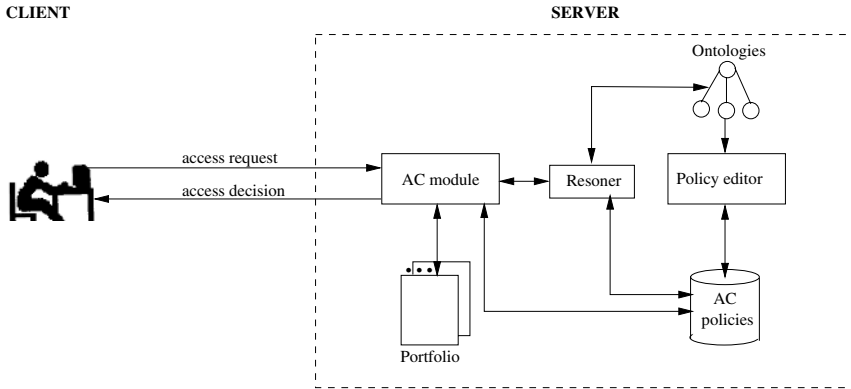 CLIENT
SERVER
Ontologies
access request
access decision
AC module
Resoner
Policy editor
AC
policies
Portfolio